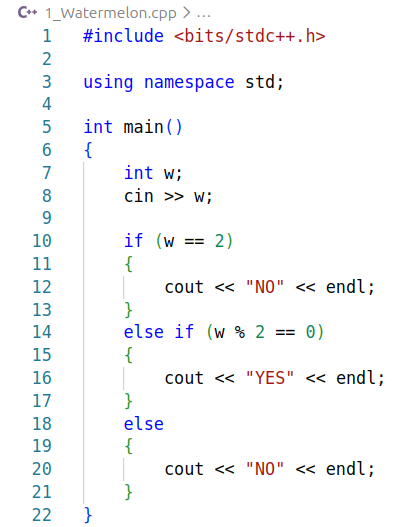 1_Watermelon.cpp > ...
1 #include <bits/stdc++.h>
2
3 using namespace std;
4
5 int main()
6 {
7     int w;
8     cin >> w;
9
10     if (w == 2)
11     {
12         cout << "NO" << endl;
13     }
14     else if (w % 2 == 0)
15     {
16         cout << "YES" << endl;
17     }
18     else
19     {
20         cout << "NO" << endl;
21     }
22 }